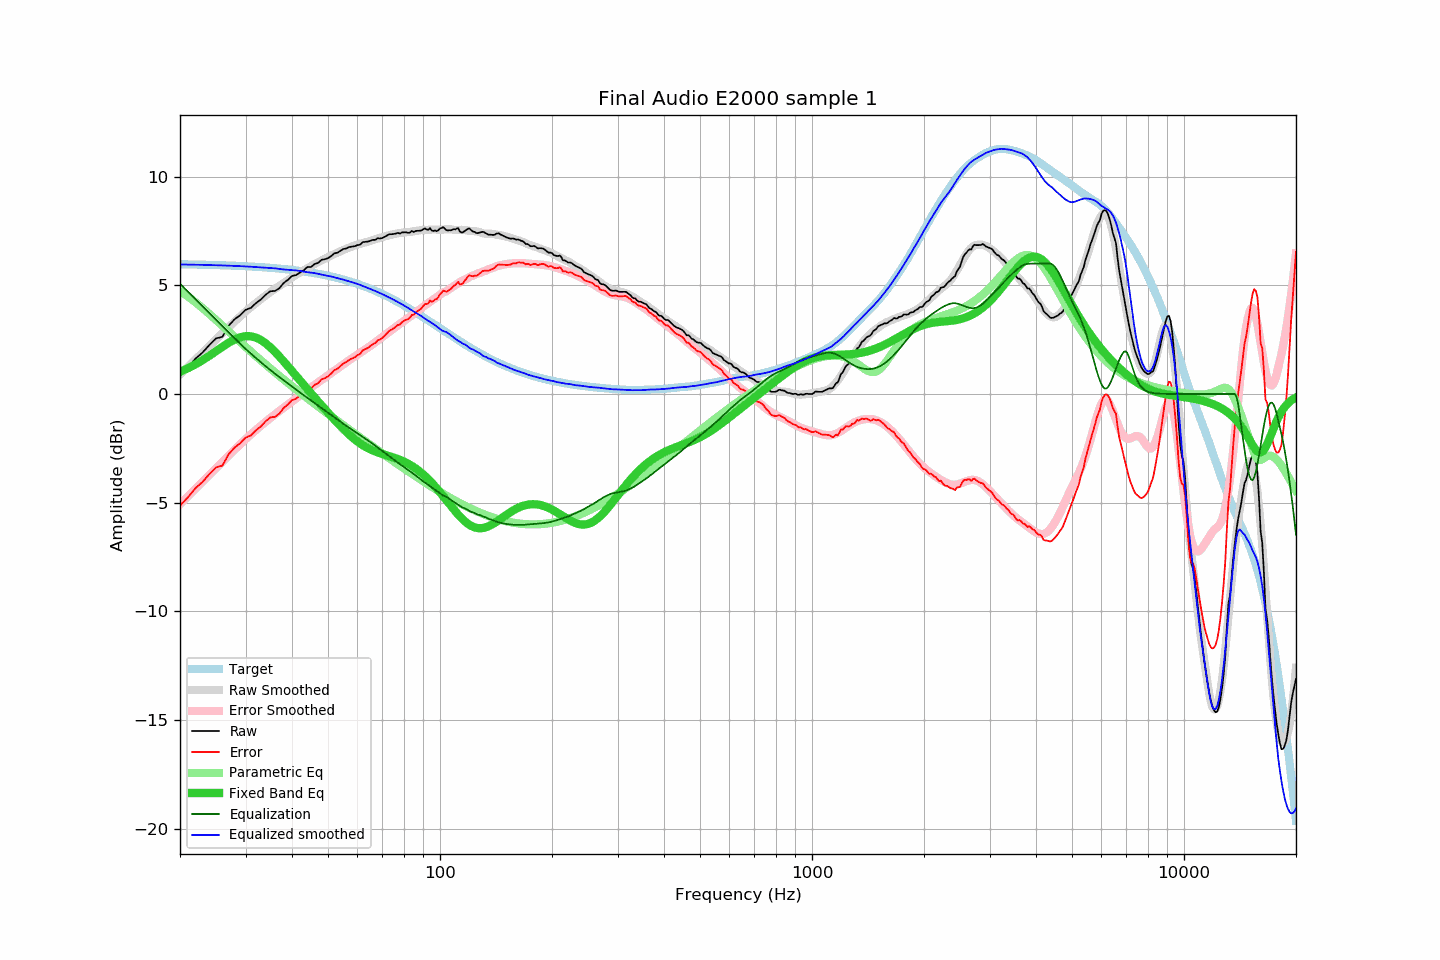 Final Audio E2000 sample 1
10
5
0
−5
−10
−15
−20
Amplitude (dBr)
Target
Raw Smoothed
Error Smoothed
Raw
Error
Parametric Eq
Fixed Band Eq
Equalization
Equalized smoothed
100
1000
10000
Frequency (Hz)